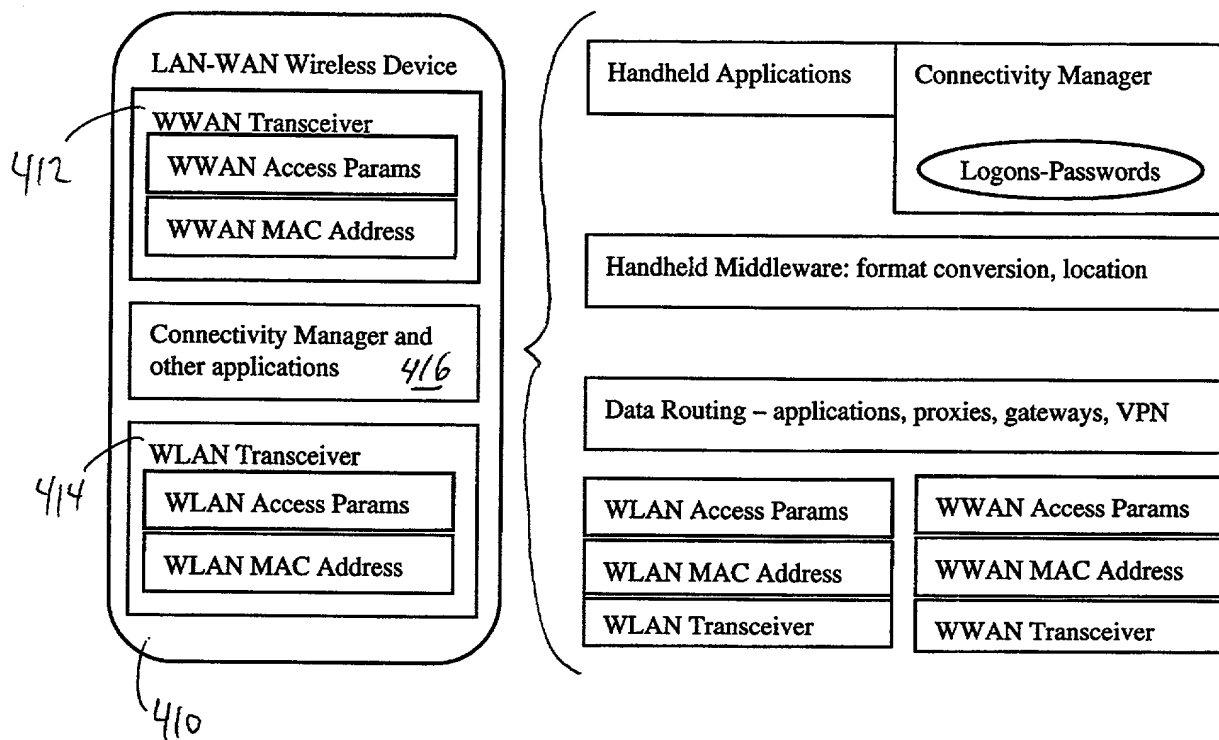 LAN-WAN Wireless Device
412
WWAN Transceiver
WWAN Access Params
WWAN MAC Address
Connectivity Manager and
other applications 416
414
WLAN Transceiver
WLAN Access Params
WLAN MAC Address
410
Handheld Applications
Connectivity Manager
Logons-Passwords
Handheld Middleware: format conversion, location
Data Routing – applications, proxies, gateways, VPN
WLAN Access Params
WLAN MAC Address
WLAN Transceiver
WWAN Access Params
WWAN MAC Address
WWAN Transceiver